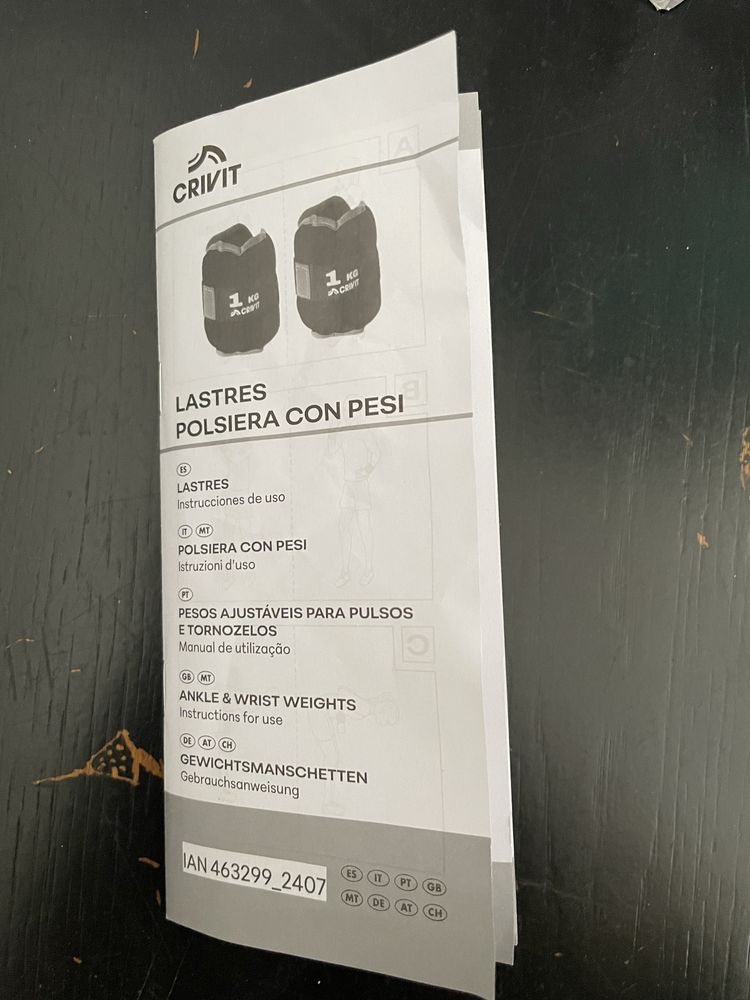 CRIVIT
1 KG
CRIVIT
1 KG
CRIVIT
A
B
LASTRES
POLSIERA CON PESI
ES
LASTRES
Instrucciones de uso
IT MT
POLSIERA CON PESI
Istruzioni d'uso
PT
PESOS AJUSTÁVEIS PARA PULSOS
E TORNOZELOS
Manual de utilização
C
GB MT
ANKLE & WRIST WEIGHTS
Instructions for use
DE AT CH
GEWICHTSMANSCHETTEN
Gebrauchsanweisung
IAN 463299_2407
ES IT PT GB
MT DE AT CH